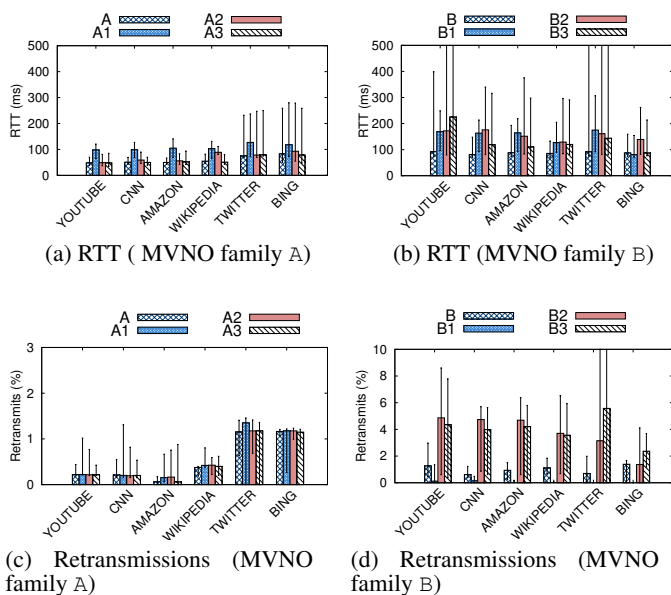 A A2
A1 A3
500
400
300
200
100
0
RTT (ms)
YOUTUBE CNN AMAZON WIKIPEDIA TWITTER BING
(a) RTT ( MVNO family A)
B B2
B1 B3
500
400
300
200
100
0
RTT (ms)
YOUTUBE CNN AMAZON WIKIPEDIA TWITTER BING
(b) RTT (MVNO family B)
A A2
A1 A3
3
2
1
0
Retransmits (%)
YOUTUBE CNN AMAZON WIKIPEDIA TWITTER BING
(c) Retransmissions (MVNO
family A)
B B2
B1 B3
10
8
6
4
2
0
Retransmits (%)
YOUTUBE CNN AMAZON WIKIPEDIA TWITTER BING
(d) Retransmissions (MVNO
family B)